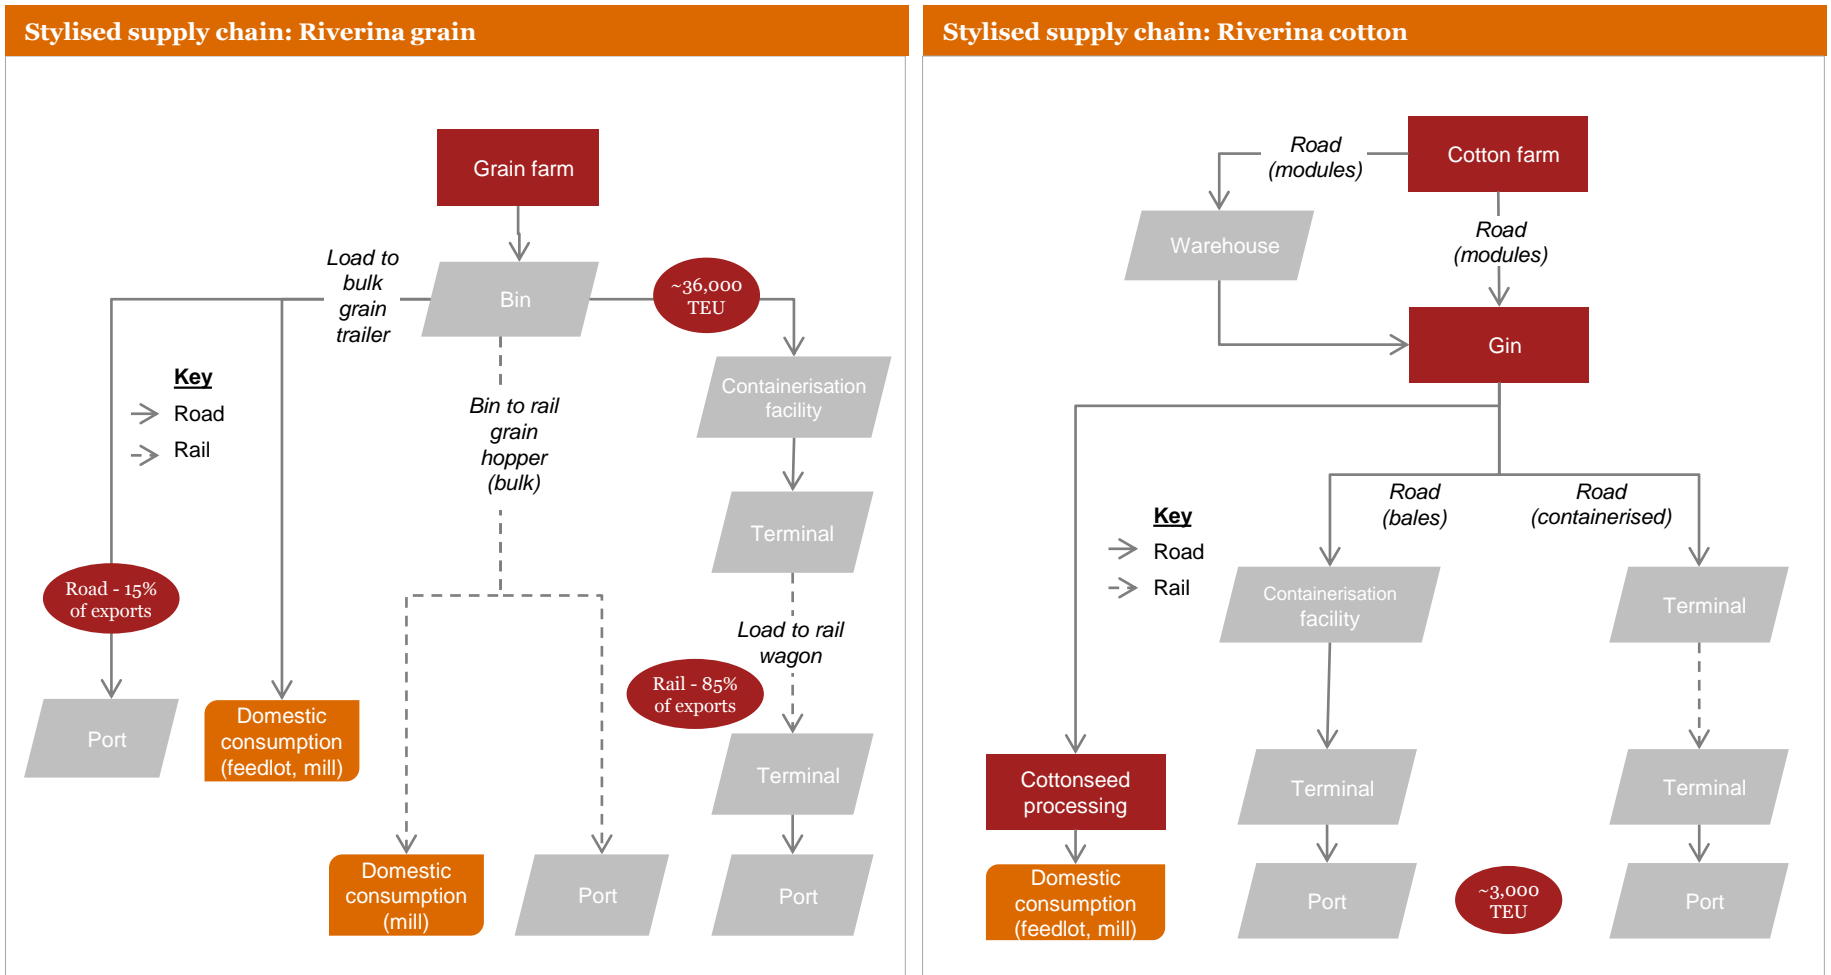 Stylised supply chain: Riverina grain
Grain farm
Load to
bulk
grain
trailer
Bin
~36,000
TEU
Key
Road
Rail
Bin to rail
grain
hopper
(bulk)
Containerisation
facility
Terminal
Road - 15%
of exports
Load to rail
wagon
Rail - 85%
of exports
Port
Domestic
consumption
(feedlot, mill)
Terminal
Domestic
consumption
(mill)
Port
Port
Stylised supply chain: Riverina cotton
Road
(modules)
Cotton farm
Warehouse
Road
(modules)
Gin
Key
Road
Rail
Road
(bales)
Road
(containerised)
Containerisation
facility
Terminal
Cottonseed
processing
Terminal
Terminal
Domestic
consumption
(feedlot, mill)
Port
~3,000
TEU
Port